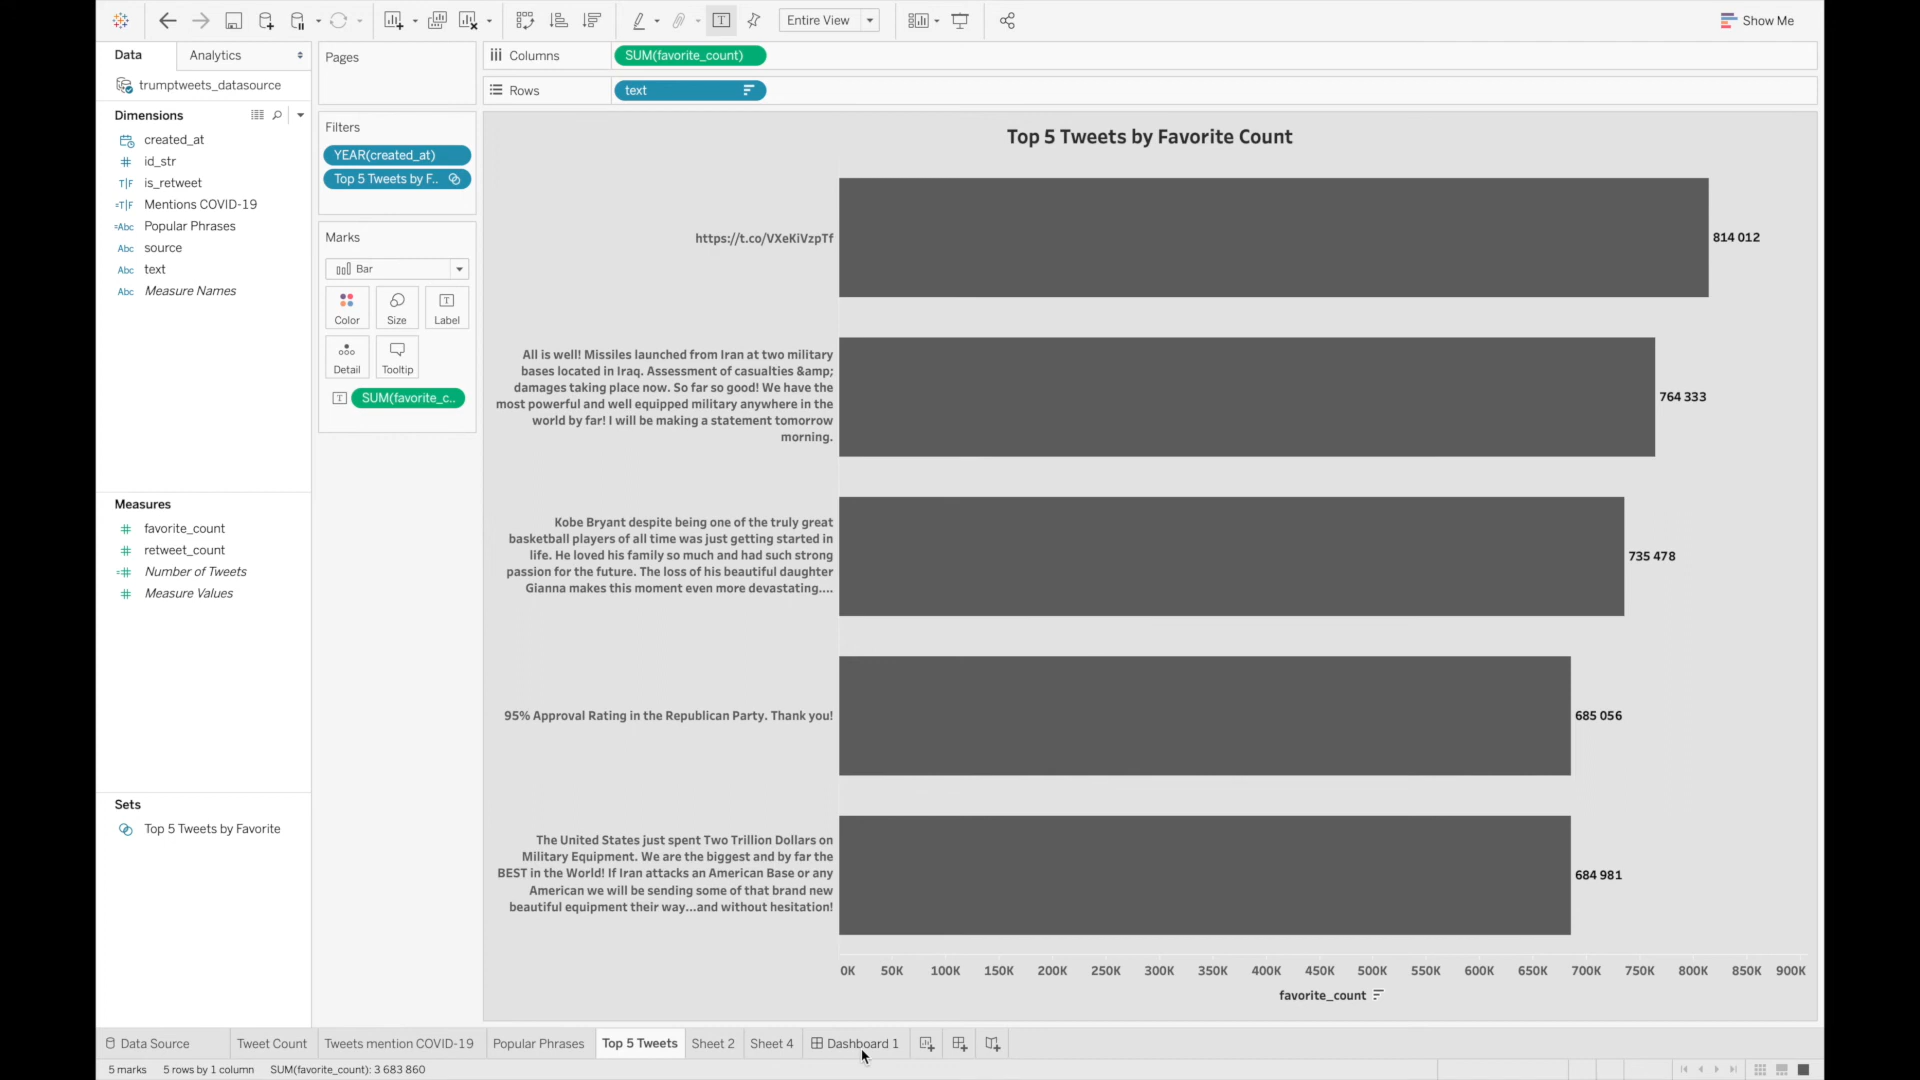 Entire View
Show Me
Data
Analytics
trumptweets_datasource
Dimensions
created_at
id_str
is_retweet
Mentions COVID-19
Popular Phrases
source
text
Measure Names
Measures
favorite_count
retweet_count
Number of Tweets
Measure Values
Sets
Top 5 Tweets by Favorite
Pages
Filters
YEAR(created_at)
Top 5 Tweets by F..
Marks
Bar
Color
Size
Label
Detail
Tooltip
SUM(favorite_c..
Columns
SUM(favorite_count)
Rows
text
Top 5 Tweets by Favorite Count
https://t.co/VXeKiVzpTf
814 012
All is well! Missiles launched from Iran at two military
bases located in Iraq. Assessment of casualties &amp;
damages taking place now. So far so good! We have the
most powerful and well equipped military anywhere in the
world by far! I will be making a statement tomorrow
morning.
764 333
Kobe Bryant despite being one of the truly great
basketball players of all time was just getting started in
life. He loved his family so much and had such strong
passion for the future. The loss of his beautiful daughter
Gianna makes this moment even more devastating....
735 478
95% Approval Rating in the Republican Party. Thank you!
685 056
The United States just spent Two Trillion Dollars on
Military Equipment. We are the biggest and by far the
BEST in the World! If Iran attacks an American Base or any
American we will be sending some of that brand new
beautiful equipment their way...and without hesitation!
684 981
0K 50K 100K 150K 200K 250K 300K 350K 400K 450K 500K 550K 600K 650K 700K 750K 800K 850K 900K
favorite_count
Data Source
Tweet Count
Tweets mention COVID-19
Popular Phrases
Top 5 Tweets
Sheet 2
Sheet 4
Dashboard 1
5 marks
5 rows by 1 column
SUM(favorite_count): 3 683 860